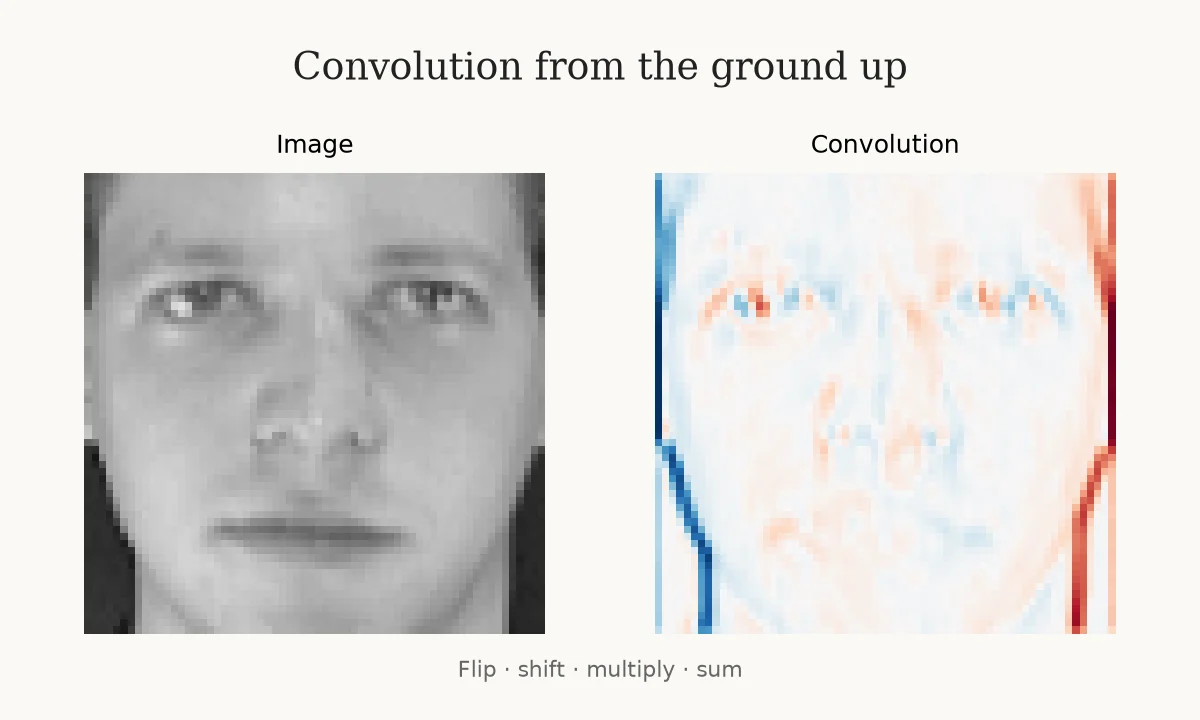 Convolution from the ground up
Image
Convolution
Flip · shift · multiply · sum